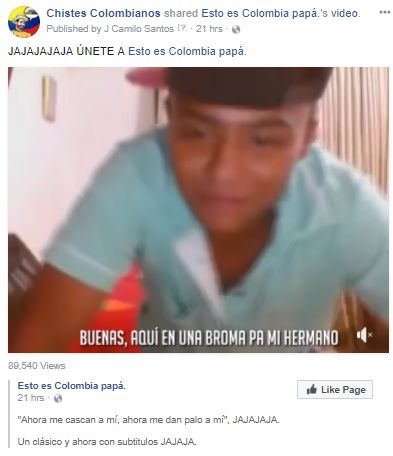 Chistes Colombianos shared Esto es Colombia papá.'s video.
Published by J Camilo Santos [?] · 21 hrs ·
JAJAJAJAJA ÚNETE A Esto es Colombia papá.
BUENAS, AQUÍ EN UNA BROMA PA MI HERMANO
89,540 Views
Esto es Colombia papá.
Like Page
21 hrs ·
"Ahora me cascan a mí, ahora me dan palo a mí", JAJAJAJA.
Un clásico y ahora con subtitulos JAJAJA.